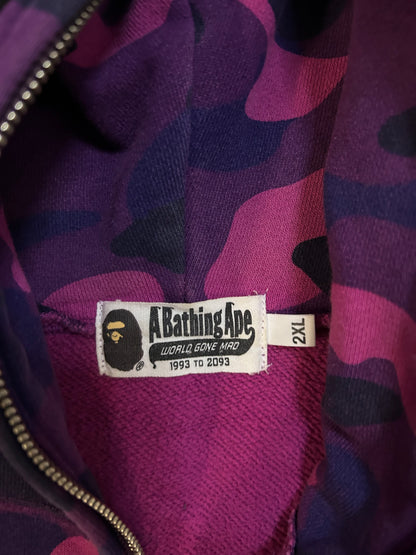 A Bathing Ape
WORLD GONE MAD
1993 TO 2093
2XL